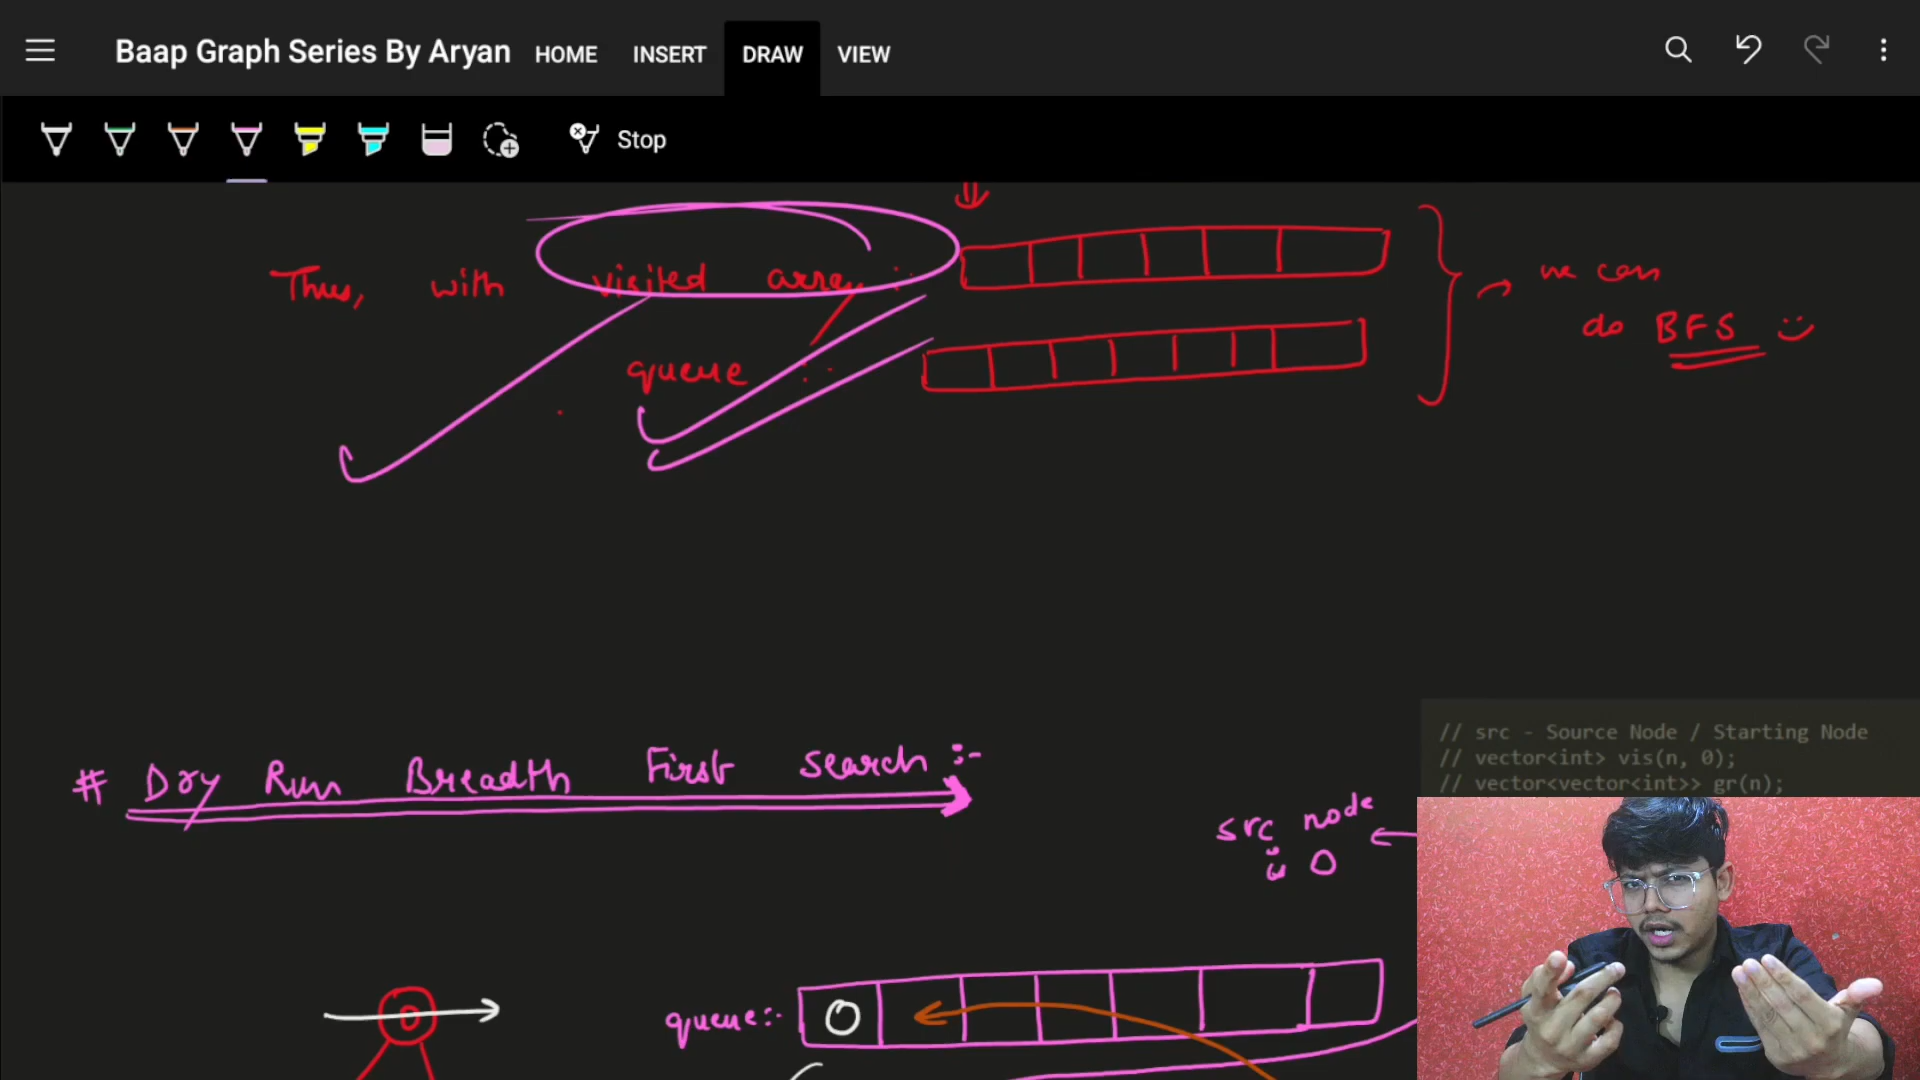 Baap Graph Series By Aryan HOME INSERT DRAW VIEW
Stop
Thus, with visited array :-
we can
do BFS
queue :-
// src - Source Node / Starting Node
// vector<int> vis(n, 0);
// vector<vector<int>> gr(n);
# Dry Run Breadth First Search :-
src node
0
queue:- 0
0